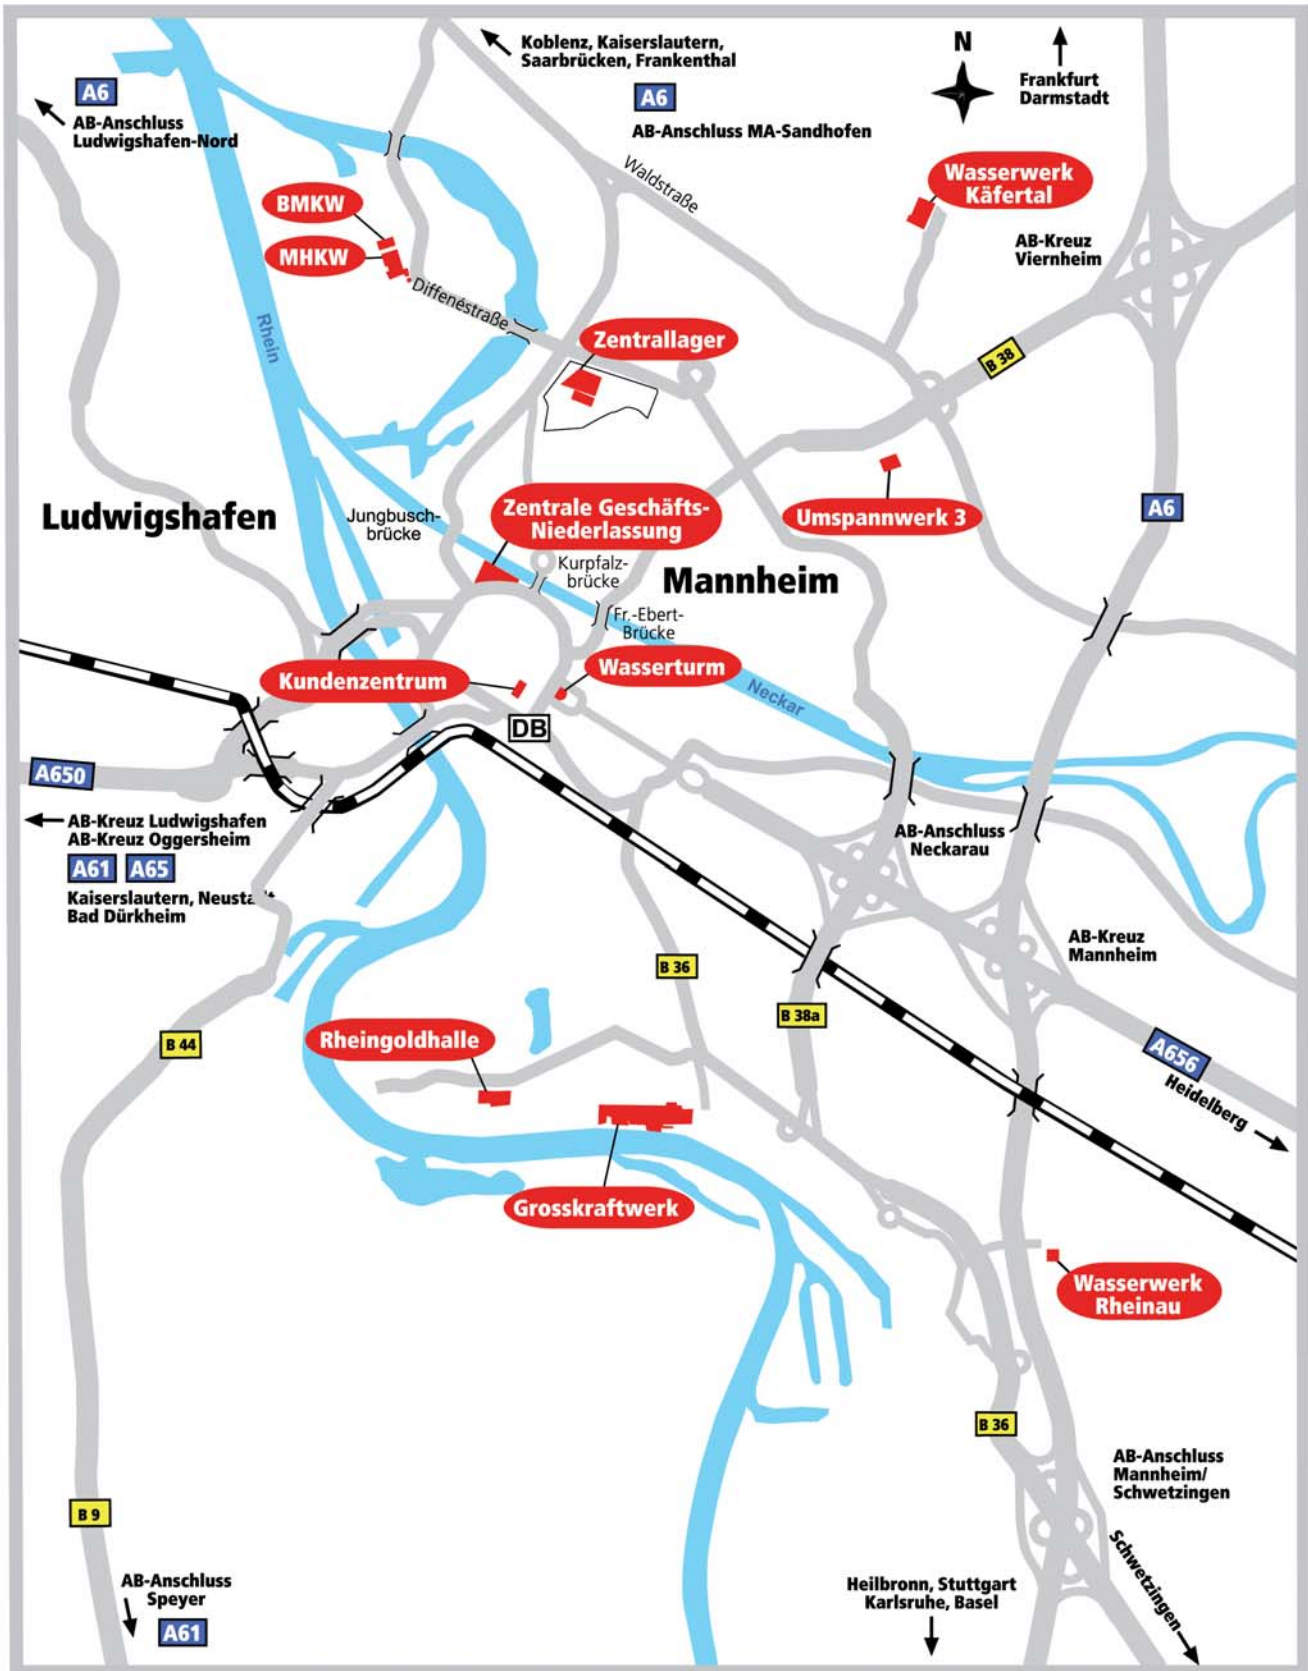 Koblenz, Kaiserslautern,
Saarbrücken, Frankenthal
A6
AB-Anschluss MA-Sandhofen
N
Frankfurt
Darmstadt
A6
AB-Anschluss
Ludwigshafen-Nord
Waldstraße
Wasserwerk
Käfertal
BMKW
MHKW
AB-Kreuz
Viernheim
Diffenéstraße
Rhein
Zentrallager
B 38
Ludwigshafen
Jungbusch-
brücke
Zentrale Geschäfts-
Niederlassung
Umspannwerk 3
A6
Kurpfalz-
brücke
Mannheim
Fr.-Ebert-
Brücke
Kundenzentrum
Wasserturm
Neckar
DB
A650
AB-Kreuz Ludwigshafen
AB-Kreuz Oggersheim
A61
A65
Kaiserslautern, Neustadt
Bad Dürkheim
AB-Anschluss
Neckarau
AB-Kreuz
Mannheim
B 36
B 38a
B 44
Rheingoldhalle
A656
Heidelberg
Grosskraftwerk
Wasserwerk
Rheinau
B 36
AB-Anschluss
Mannheim/
Schwetzingen
B 9
Schwetzingen
AB-Anschluss
Speyer
A61
Heilbronn, Stuttgart
Karlsruhe, Basel